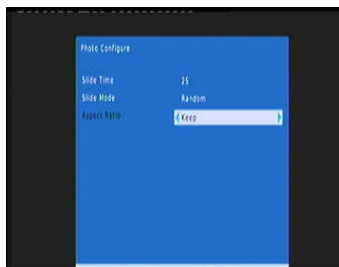 Photo Configure
Slide Time 2S
Slide Mode Random
Aspect Ratio Keep